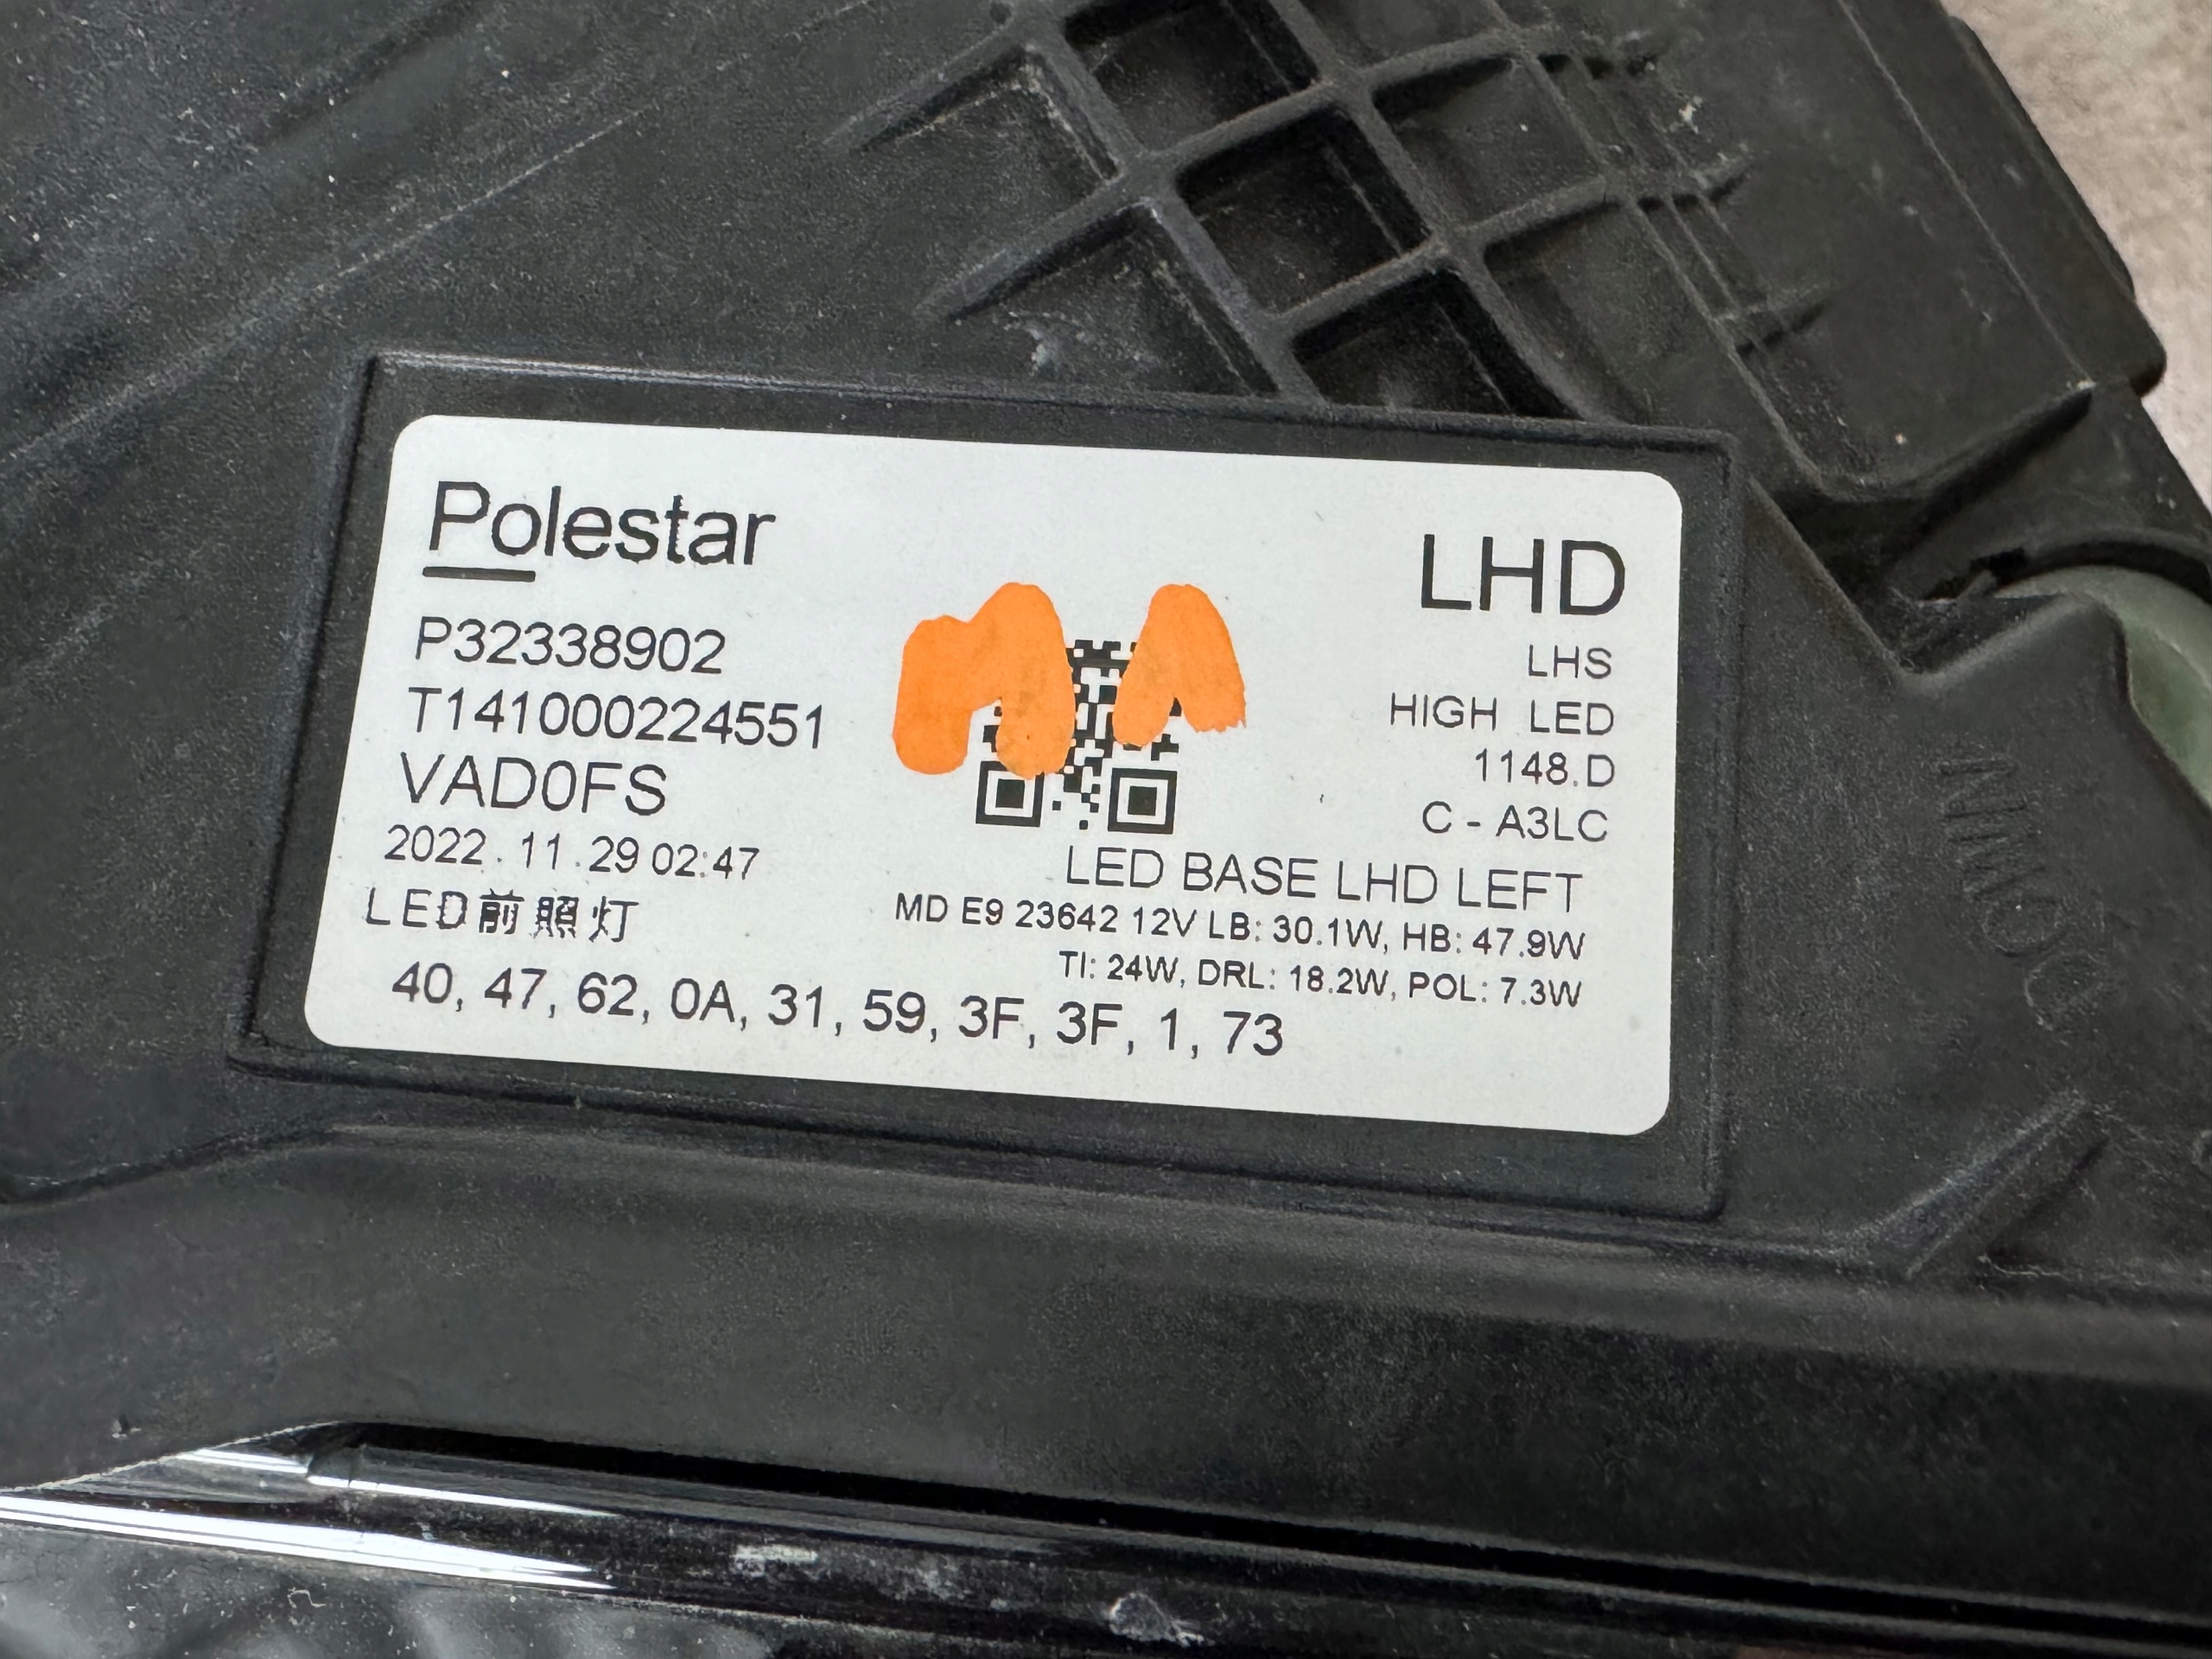 Polestar
P32338902
T141000224551
VAD0FS
2022.11.29 02:47
LED前照灯
LHD
LHS
HIGH LED
1148.D
C - A3LC
LED BASE LHD LEFT
MD E9 23642 12V LB: 30.1W, HB: 47.9W
TI: 24W, DRL: 18.2W, POL: 7.3W
40, 47, 62, 0A, 31, 59, 3F, 3F, 1, 73